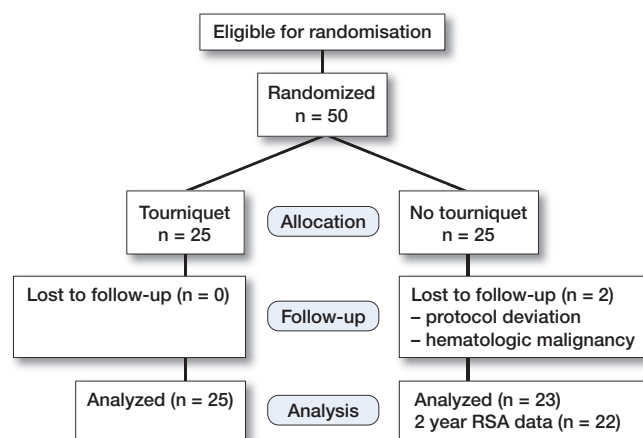 Eligible for randomisation
Randomized
n = 50
Tourniquet
n = 25
Allocation
No tourniquet
n = 25
Lost to follow-up (n = 0)
Follow-up
Lost to follow-up (n = 2)
– protocol deviation
– hematologic malignancy
Analyzed (n = 25)
Analysis
Analyzed (n = 23)
2 year RSA data (n = 22)